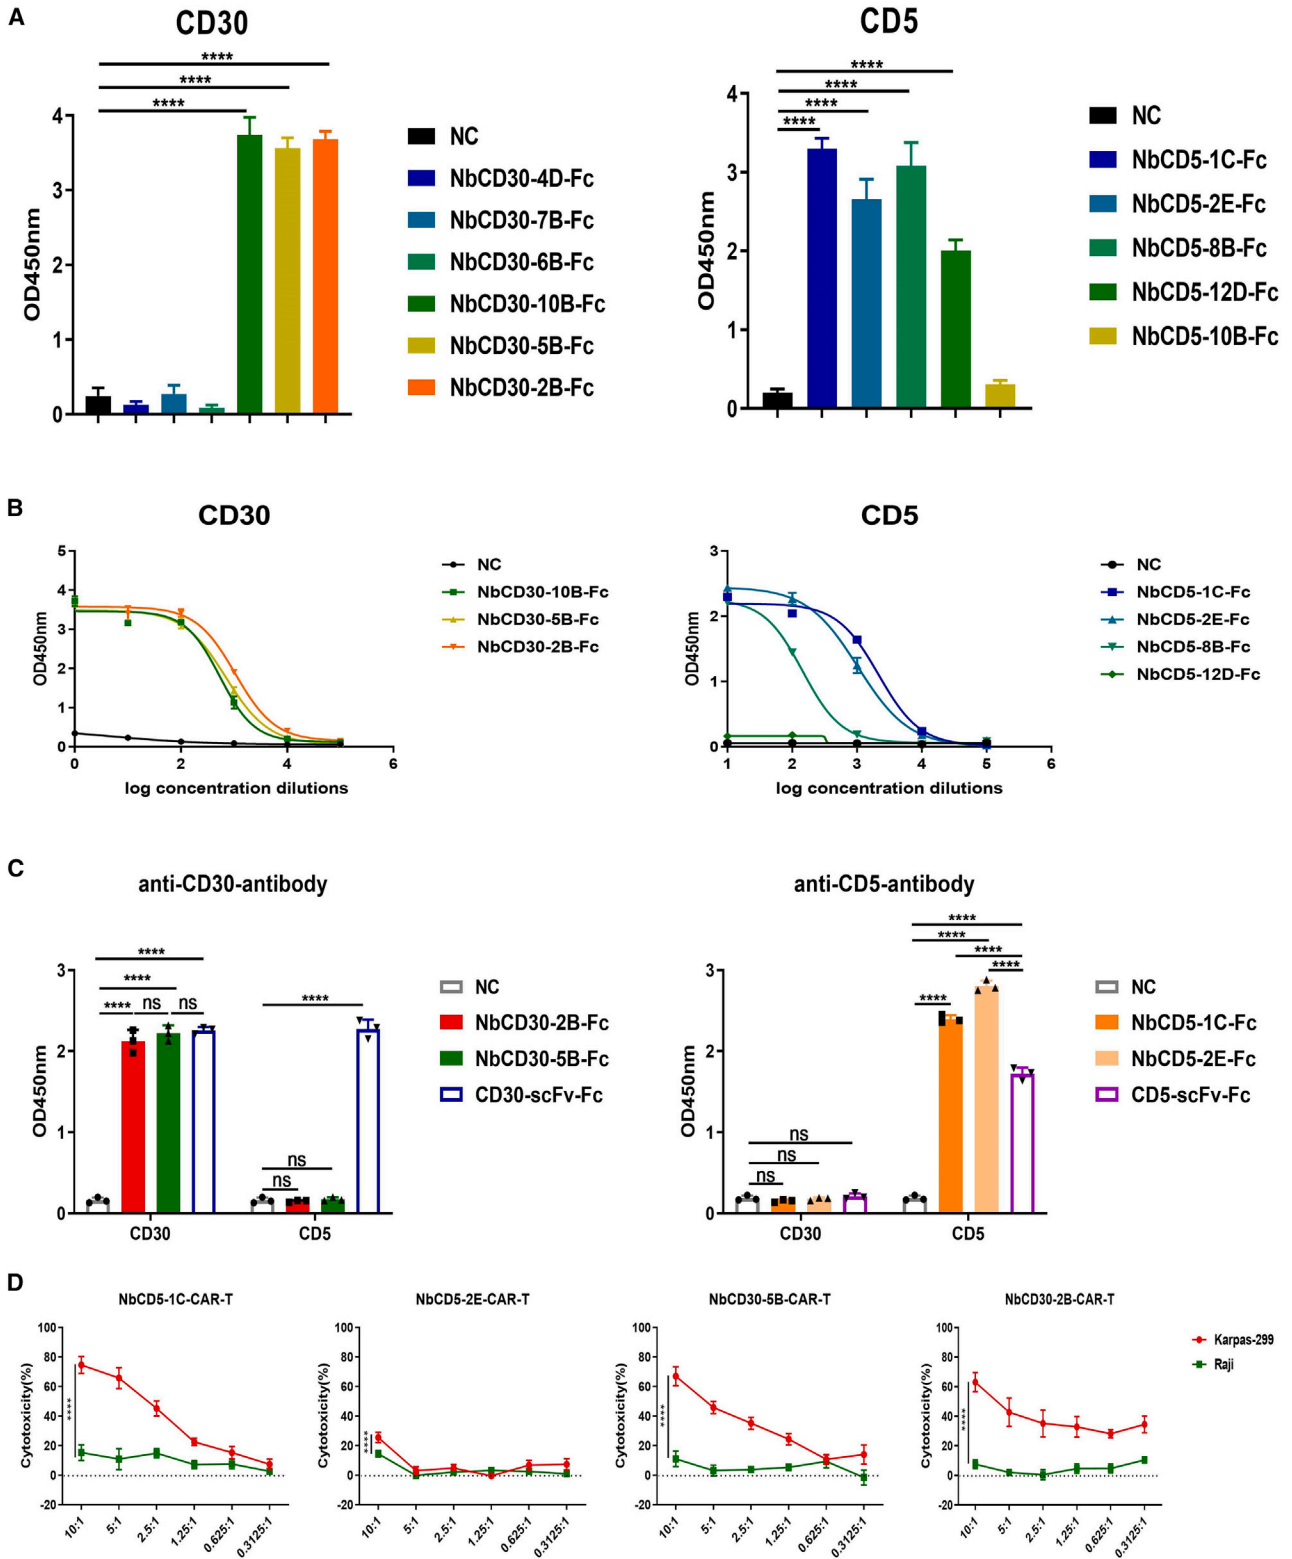 A
CD30
****
****
****
OD450nm
4
3
2
1
0
NC
NbCD30-4D-Fc
NbCD30-7B-Fc
NbCD30-6B-Fc
NbCD30-10B-Fc
NbCD30-5B-Fc
NbCD30-2B-Fc
CD5
****
****
****
****
OD450nm
4
3
2
1
0
NC
NbCD5-1C-Fc
NbCD5-2E-Fc
NbCD5-8B-Fc
NbCD5-12D-Fc
NbCD5-10B-Fc
B
CD30
OD450nm
5
4
3
2
1
0
0 2 4 6
log concentration dilutions
NC
NbCD30-10B-Fc
NbCD30-5B-Fc
NbCD30-2B-Fc
CD5
OD450nm
3
2
1
0
1 2 3 4 5 6
log concentration dilutions
NC
NbCD5-1C-Fc
NbCD5-2E-Fc
NbCD5-8B-Fc
NbCD5-12D-Fc
C
anti-CD30-antibody
OD450nm
3
2
1
0
****
****
**** ns ns
****
ns
ns
CD30 CD5
NC
NbCD30-2B-Fc
NbCD30-5B-Fc
CD30-scFv-Fc
anti-CD5-antibody
OD450nm
3
2
1
0
****
****
****
****
****
ns
ns
ns
CD30 CD5
NC
NbCD5-1C-Fc
NbCD5-2E-Fc
CD5-scFv-Fc
D
NbCD5-1C-CAR-T
Cytotoxicity(%)
100
80
60
40
20
0
-20
****
10:1 5:1 2.5:1 1.25:1 0.625:1 0.3125:1
NbCD5-2E-CAR-T
Cytotoxicity(%)
100
80
60
40
20
0
-20
****
10:1 5:1 2.5:1 1.25:1 0.625:1 0.3125:1
NbCD30-5B-CAR-T
Cytotoxicity(%)
100
80
60
40
20
0
-20
****
10:1 5:1 2.5:1 1.25:1 0.625:1 0.3125:1
NbCD30-2B-CAR-T
Cytotoxicity(%)
100
80
60
40
20
0
-20
****
10:1 5:1 2.5:1 1.25:1 0.625:1 0.3125:1
Karpas-299
Raji